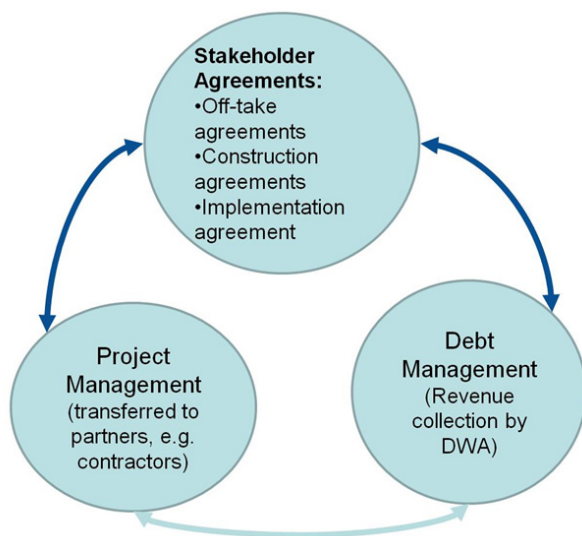 Stakeholder
Agreements:
•Off-take
agreements
•Construction
agreements
•Implementation
agreement
Project
Management
(transferred to
partners, e.g.
contractors)
Debt
Management
(Revenue
collection by
DWA)